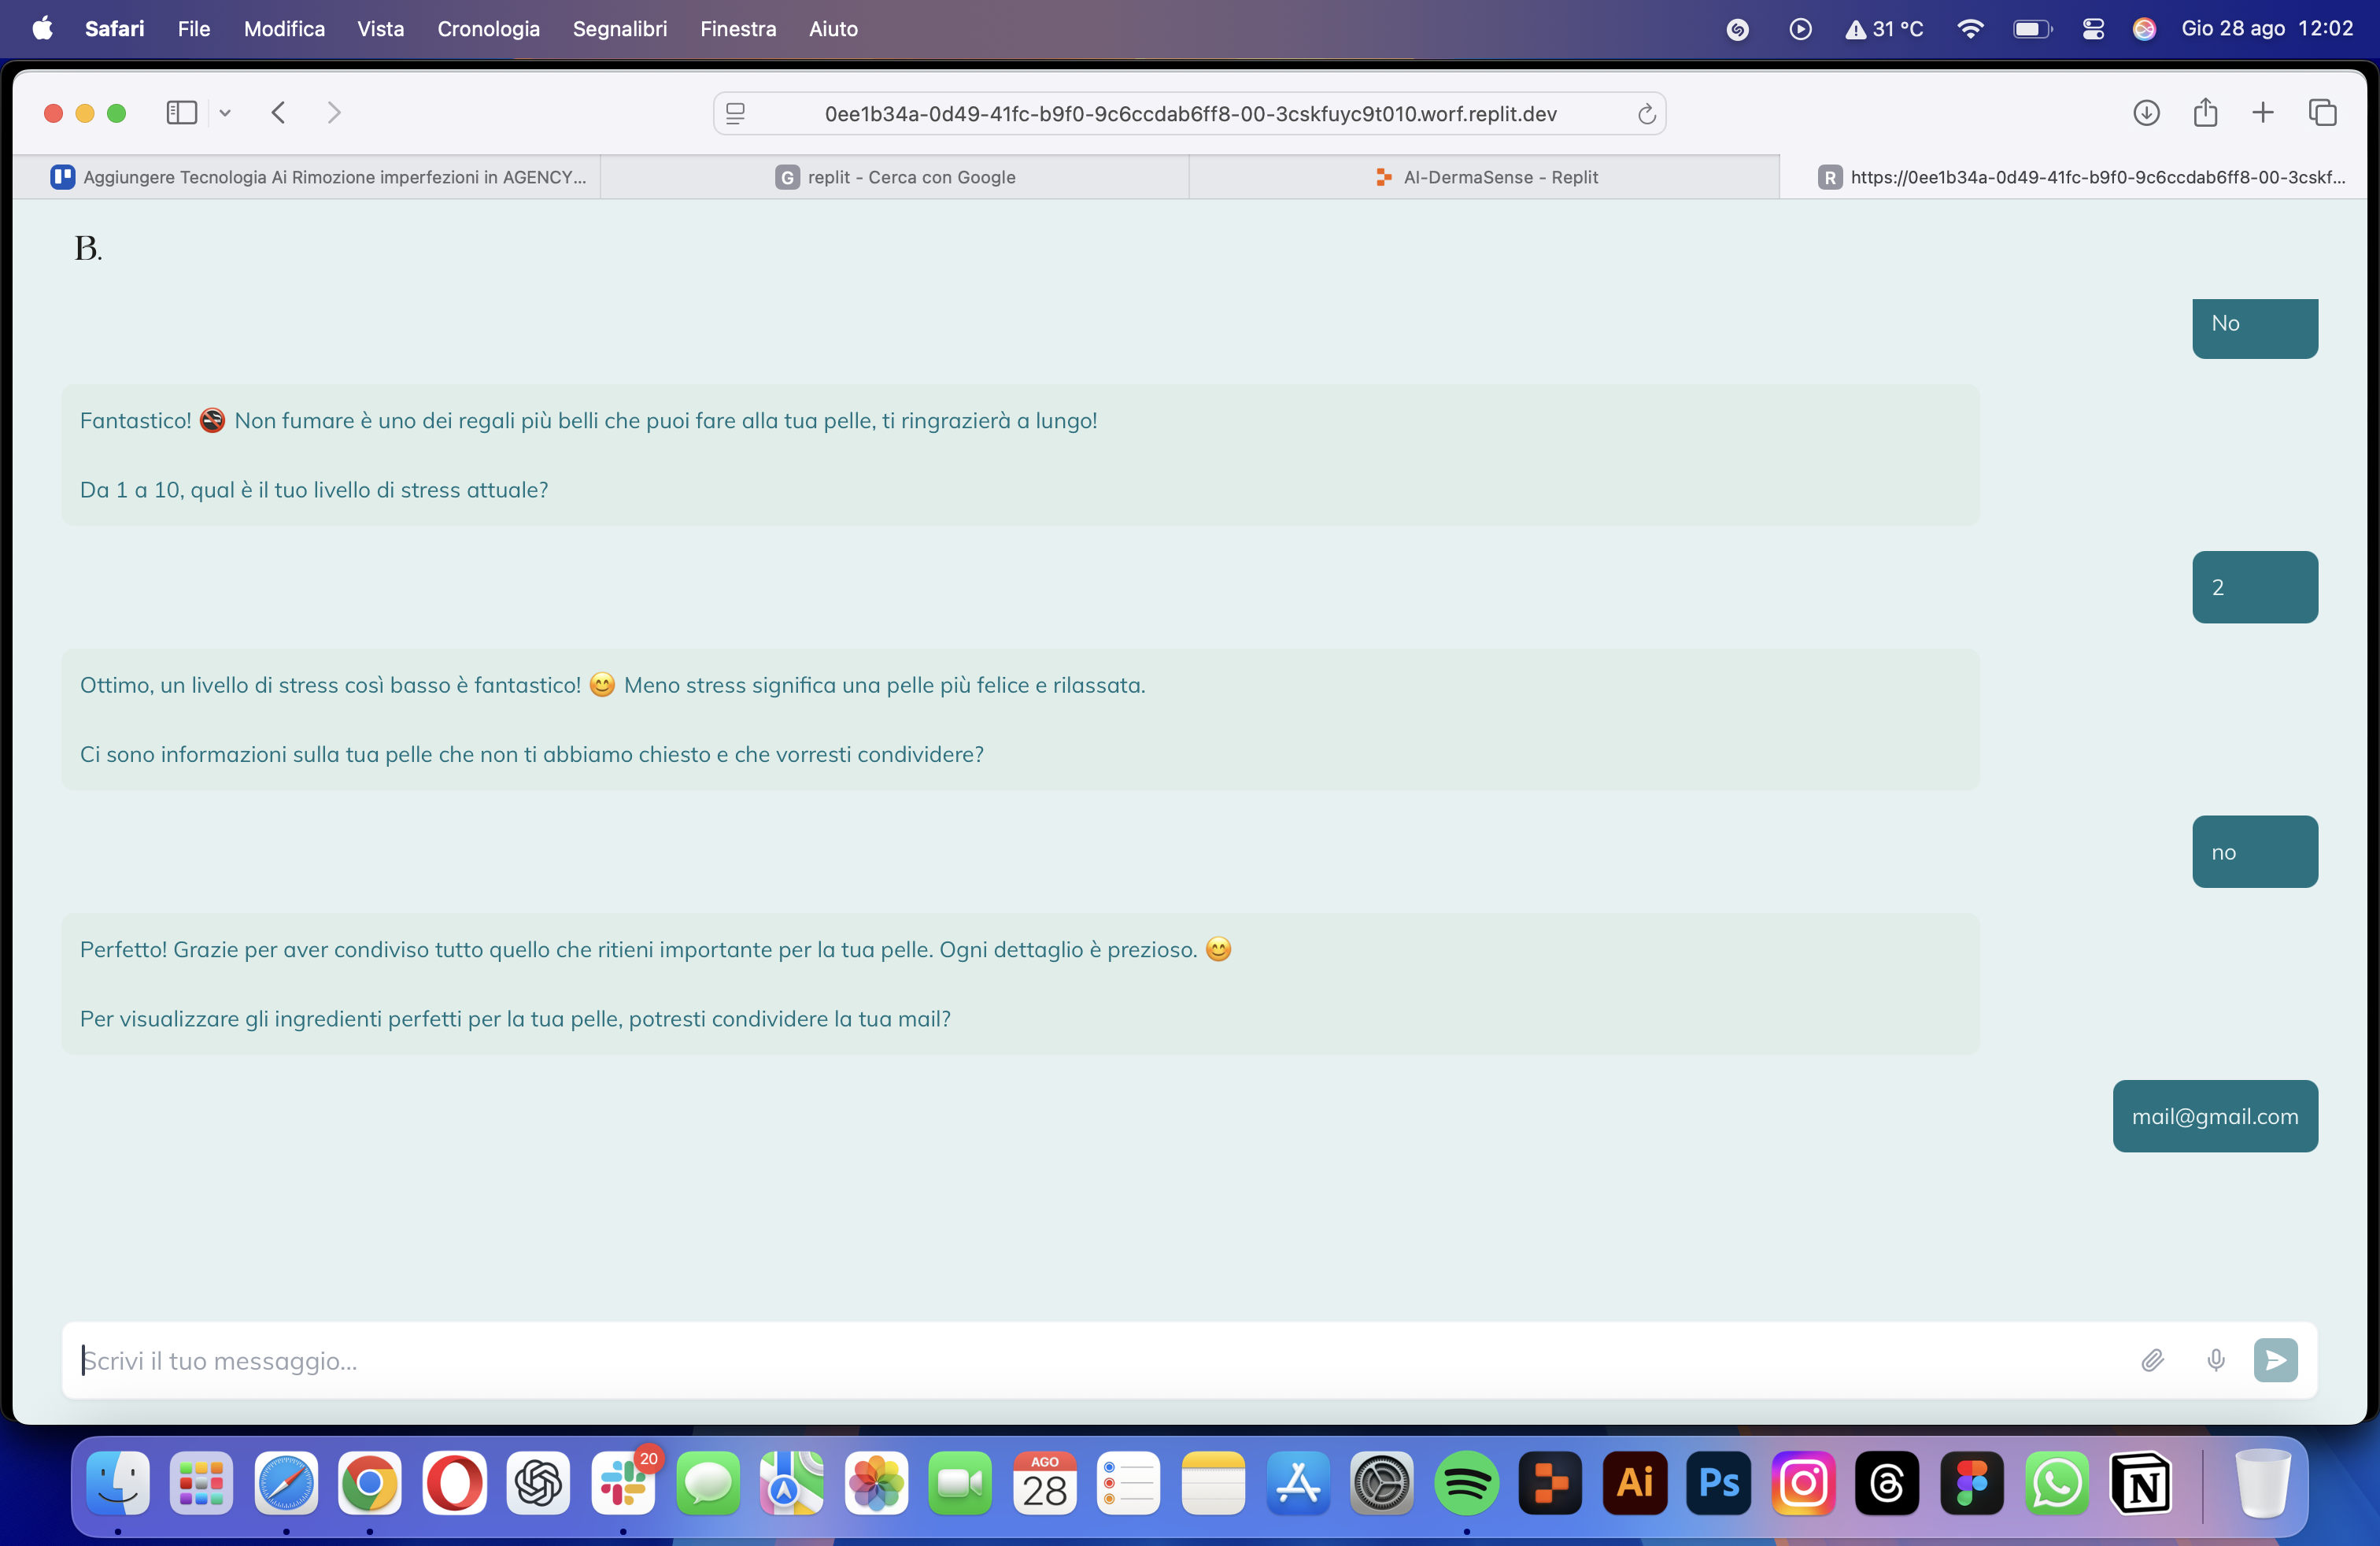 Safari File Modifica Vista Cronologia Segnalibri Finestra Aiuto 31 °C Gio 28 ago 12:02
0ee1b34a-0d49-41fc-b9f0-9c6ccdab6ff8-00-3cskfuyc9t010.worf.replit.dev
Aggiungere Tecnologia Ai Rimozione imperfezioni in AGENCY... G replit - Cerca con Google AI-DermaSense - Replit R https://0ee1b34a-0d49-41fc-b9f0-9c6ccdab6ff8-00-3cskf...
B.
No
Fantastico! 🚭 Non fumare è uno dei regali più belli che puoi fare alla tua pelle, ti ringrazierà a lungo!
Da 1 a 10, qual è il tuo livello di stress attuale?
2
Ottimo, un livello di stress così basso è fantastico! 😊 Meno stress significa una pelle più felice e rilassata.
Ci sono informazioni sulla tua pelle che non ti abbiamo chiesto e che vorresti condividere?
no
Perfetto! Grazie per aver condiviso tutto quello che ritieni importante per la tua pelle. Ogni dettaglio è prezioso. 😊
Per visualizzare gli ingredienti perfetti per la tua pelle, potresti condividere la tua mail?
mail@gmail.com
Scrivi il tuo messaggio...
20
AGO
28
Ai Ps N